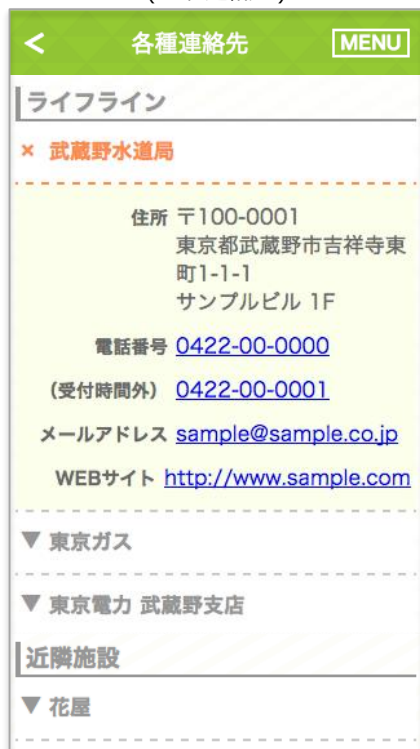 < 各種連絡先 MENU
ライフライン
× 武蔵野水道局
住所 〒100-0001
東京都武蔵野市吉祥寺東
町1-1-1
サンプルビル 1F
電話番号 0422-00-0000
(受付時間外) 0422-00-0001
メールアドレス sample@sample.co.jp
WEBサイト http://www.sample.com
▼ 東京ガス
▼ 東京電力 武蔵野支店
近隣施設
▼ 花屋